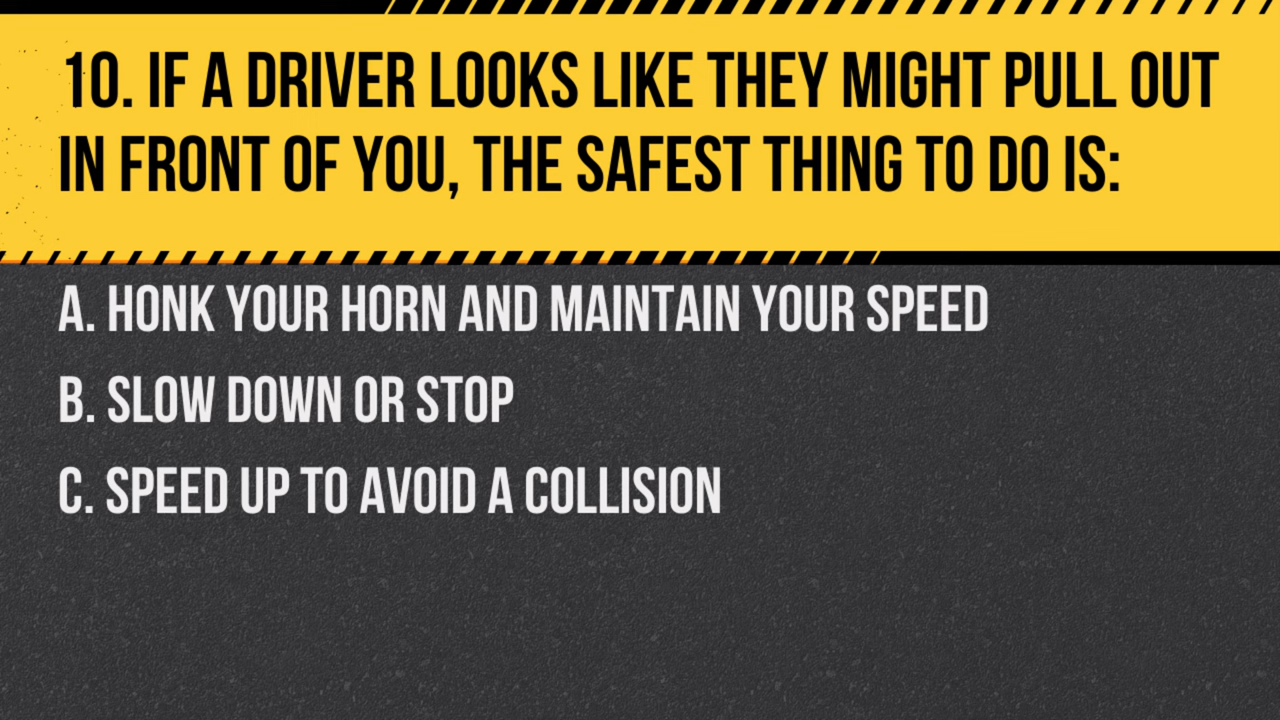 10. IF A DRIVER LOOKS LIKE THEY MIGHT PULL OUT
IN FRONT OF YOU, THE SAFEST THING TO DO IS:
A. HONK YOUR HORN AND MAINTAIN YOUR SPEED
B. SLOW DOWN OR STOP
C. SPEED UP TO AVOID A COLLISION